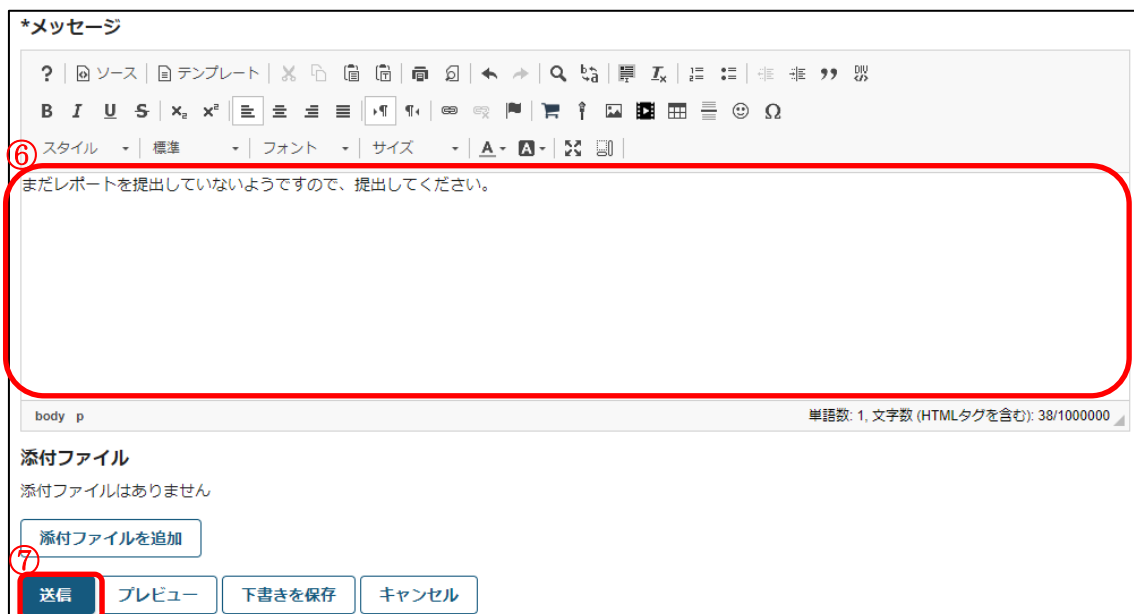 *メッセージ
? ソース テンプレート
B I U S x₂ x²
⑥ スタイル 標準 フォント サイズ A A
まだレポートを提出していないようですので、提出してください。
body p 単語数: 1, 文字数 (HTMLタグを含む): 38/1000000
添付ファイル
添付ファイルはありません
添付ファイルを追加
⑦
送信 プレビュー 下書きを保存 キャンセル